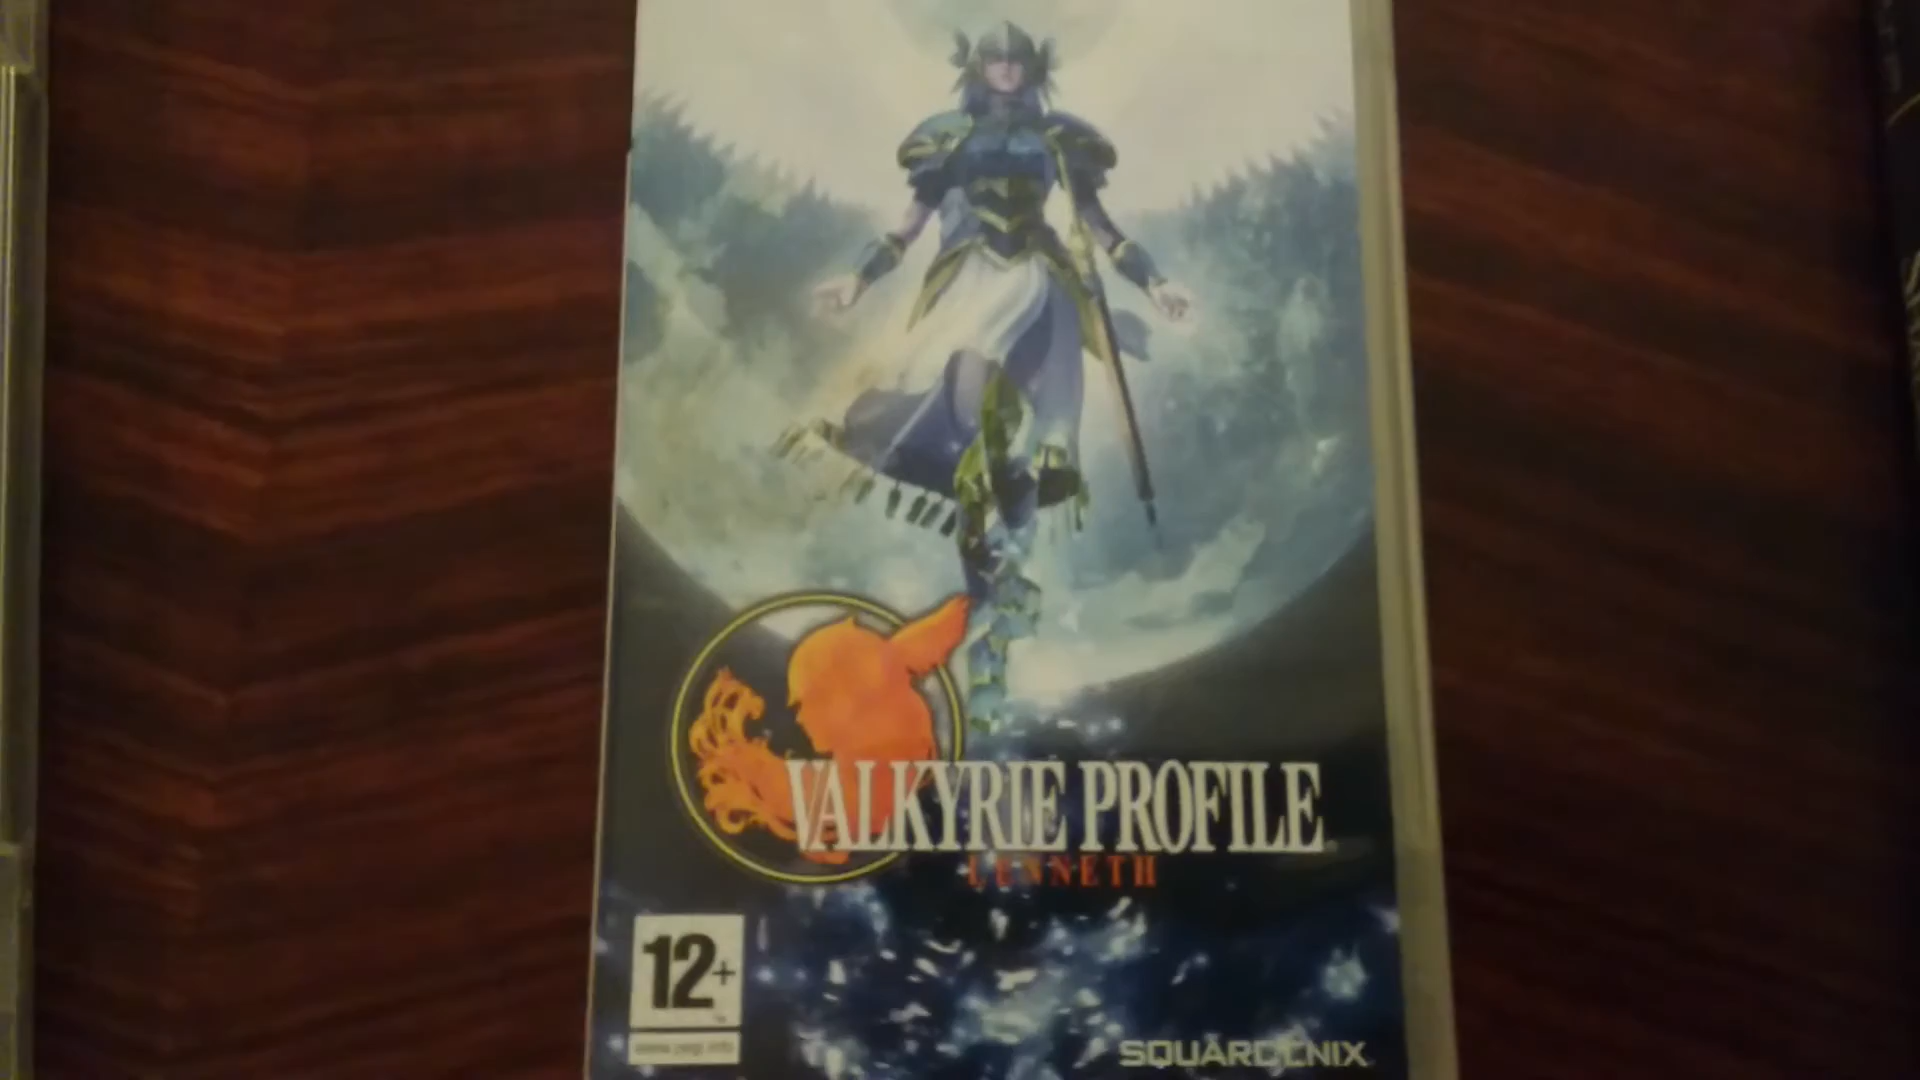 VALKYRIE PROFILE
LENNETH
12+
www.pegi.info
SQUARE ENIX